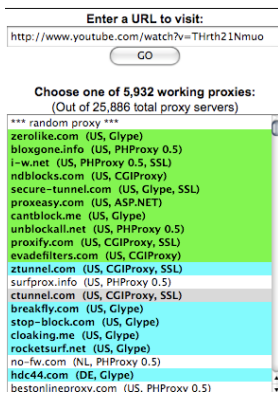 Enter a URL to visit:
http://www.youtube.com/watch?v=THrth21Nmuo
GO
Choose one of 5,932 working proxies:
(Out of 25,886 total proxy servers)
*** random proxy ***
zerolike.com (US, Glype)
bloxgone.info (US, PHProxy 0.5)
i-w.net (US, PHProxy 0.5, SSL)
ndblocks.com (US, CGIProxy)
secure-tunnel.com (US, Glype, SSL)
proxeasy.com (US, ASP.NET)
cantblock.me (US, Glype)
unblockall.net (US, PHProxy 0.5)
proxify.com (US, CGIProxy, SSL)
evadefilters.com (US, CGIProxy)
ztunnel.com (US, CGIProxy, SSL)
surfprox.info (US, PHProxy 0.5)
ctunnel.com (US, CGIProxy, SSL)
breakfly.com (US, Glype)
stop-block.com (US, Glype)
cloaking.me (US, Glype)
rocketsurf.net (US, Glype)
no-fw.com (NL, PHProxy 0.5)
hdc44.com (DE, Glype)
bestonlineproxy.com (US, PHProxy 0.5)